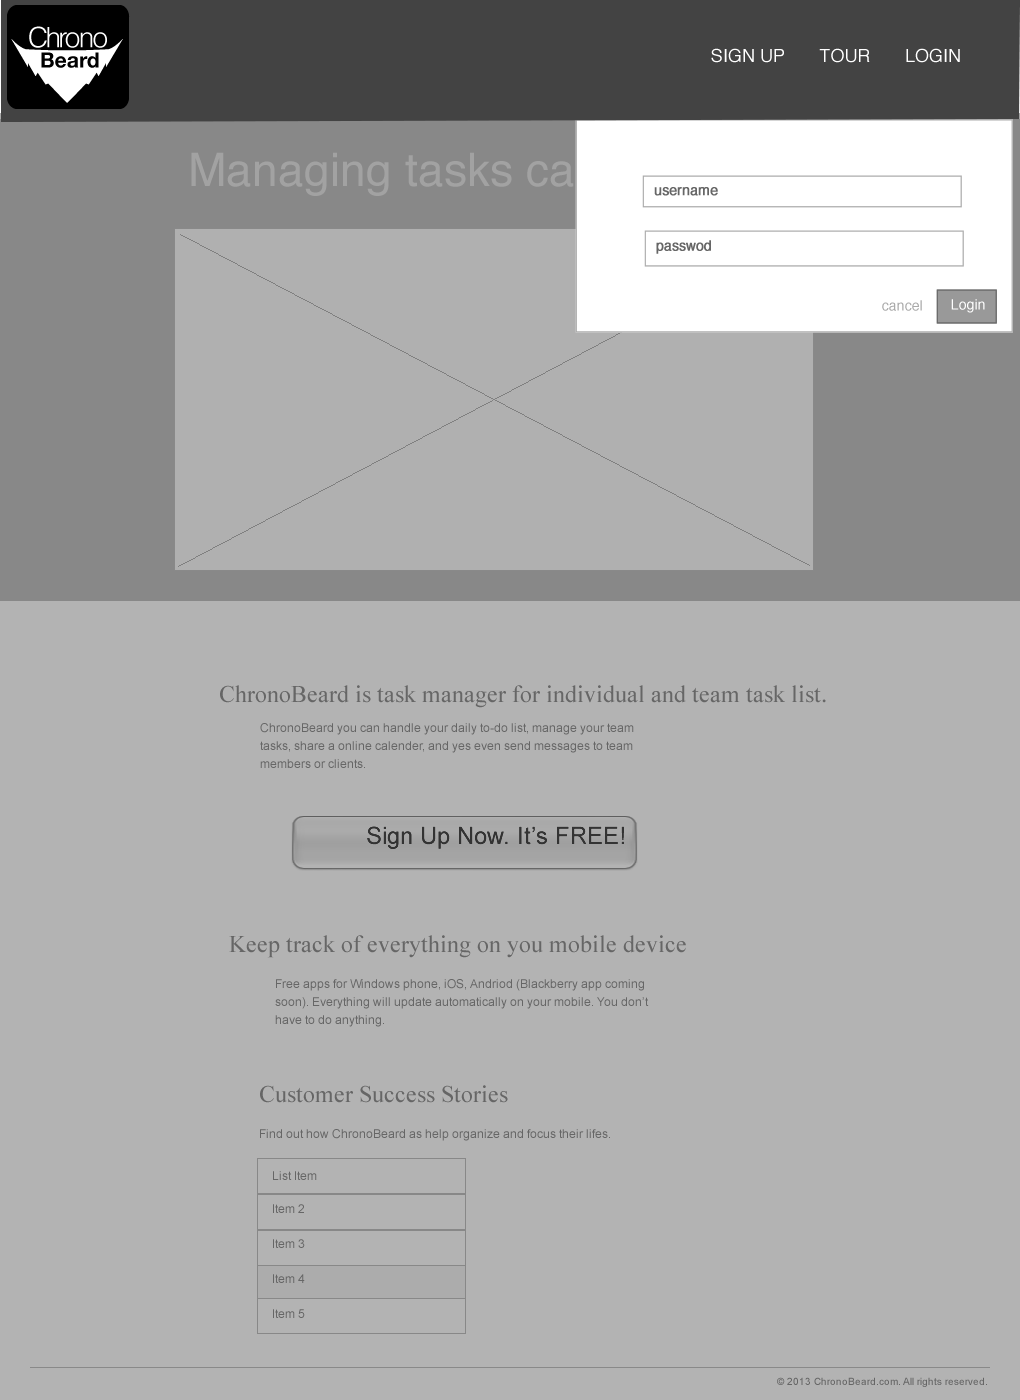 Chrono
Beard
SIGN UP TOUR LOGIN
Managing tasks ca
username
passwod
cancel Login
ChronoBeard is task manager for individual and team task list.
ChronoBeard you can handle your daily to-do list, manage your team
tasks, share a online calender, and yes even send messages to team
members or clients.
Sign Up Now. It's FREE!
Keep track of everything on you mobile device
Free apps for Windows phone, iOS, Andriod (Blackberry app coming
soon). Everything will update automatically on your mobile. You don't
have to do anything.
Customer Success Stories
Find out how ChronoBeard as help organize and focus their lifes.
List Item
Item 2
Item 3
Item 4
Item 5
© 2013 ChronoBeard.com. All rights reserved.